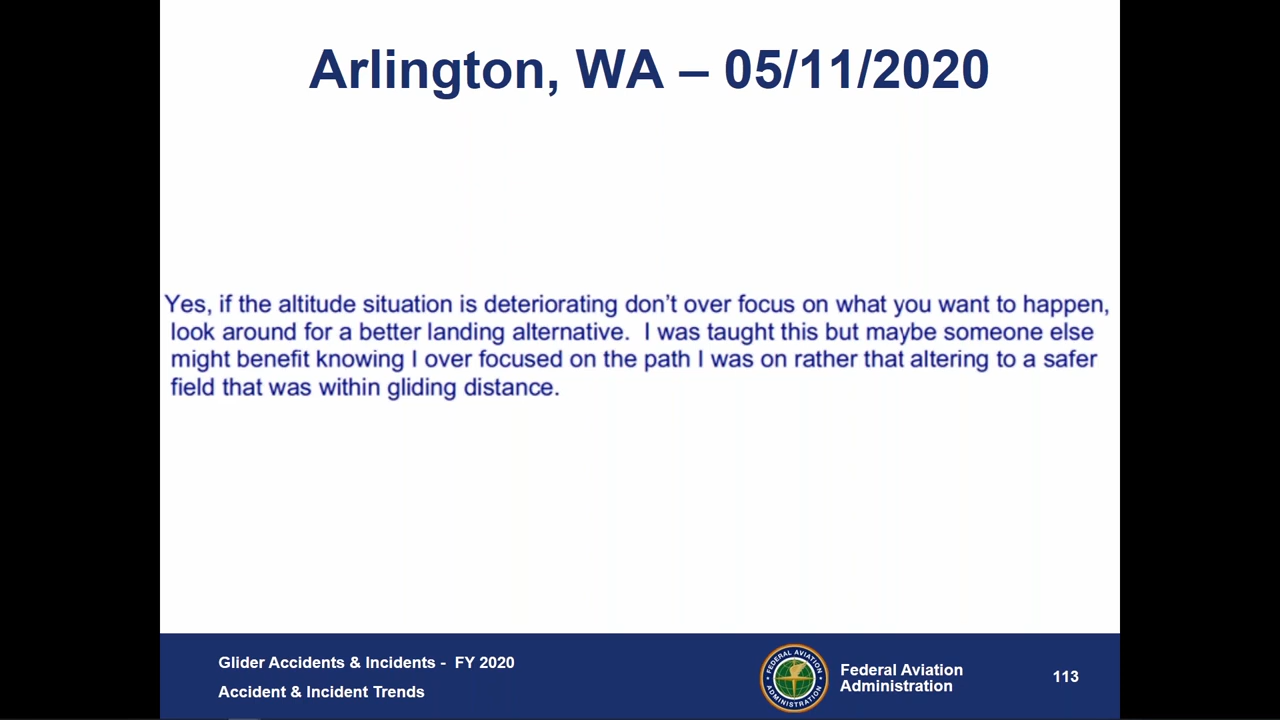 Arlington, WA – 05/11/2020
Yes, if the altitude situation is deteriorating don’t over focus on what you want to happen,
look around for a better landing alternative.  I was taught this but maybe someone else
might benefit knowing I over focused on the path I was on rather that altering to a safer
field that was within gliding distance.
Glider Accidents & Incidents -  FY 2020
Accident & Incident Trends
FEDERAL AVIATION
ADMINISTRATION
Federal Aviation
Administration
113